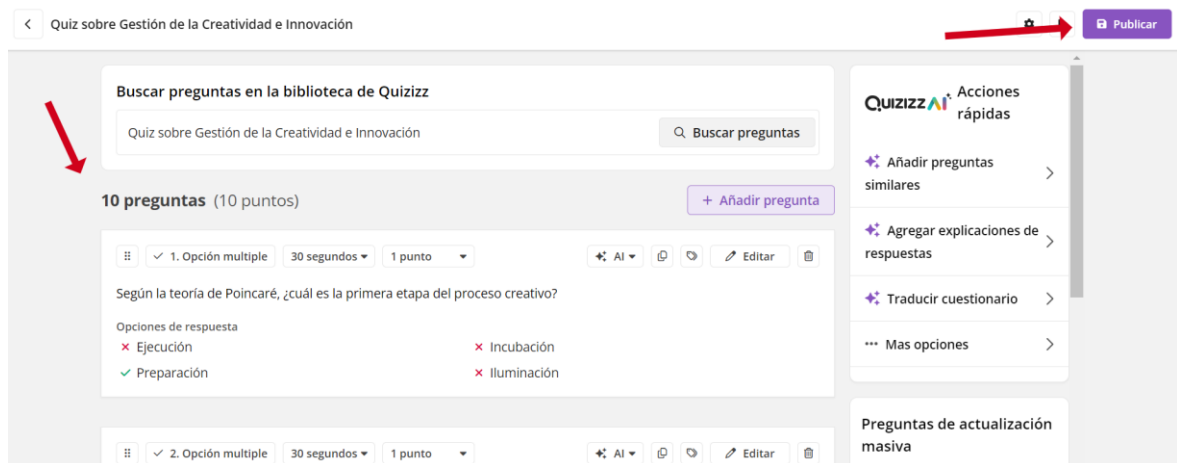 Quiz sobre Gestión de la Creatividad e Innovación
Publicar
Buscar preguntas en la biblioteca de Quizizz
Quiz sobre Gestión de la Creatividad e Innovación
Buscar preguntas
10 preguntas (10 puntos)
+ Añadir pregunta
1. Opción multiple
30 segundos
1 punto
AI
Editar
Según la teoría de Poincaré, ¿cuál es la primera etapa del proceso creativo?
Opciones de respuesta
Ejecución
Incubación
Preparación
Iluminación
2. Opción multiple
30 segundos
1 punto
AI
Editar
QUIZIZZ AI Acciones
rápidas
Añadir preguntas
similares
Agregar explicaciones de
respuestas
Traducir cuestionario
Mas opciones
Preguntas de actualización
masiva